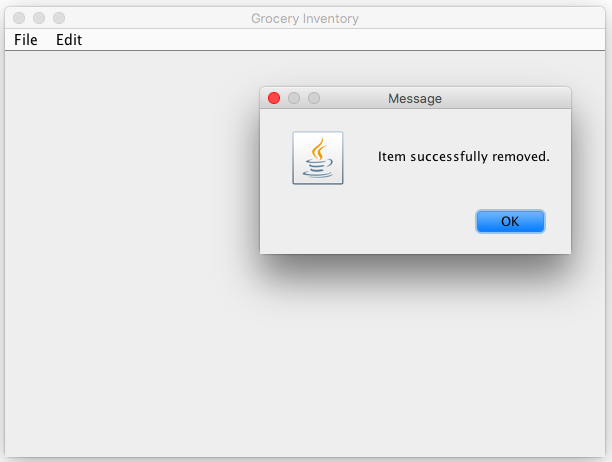 Grocery Inventory
File Edit
Message
Item successfully removed.
OK